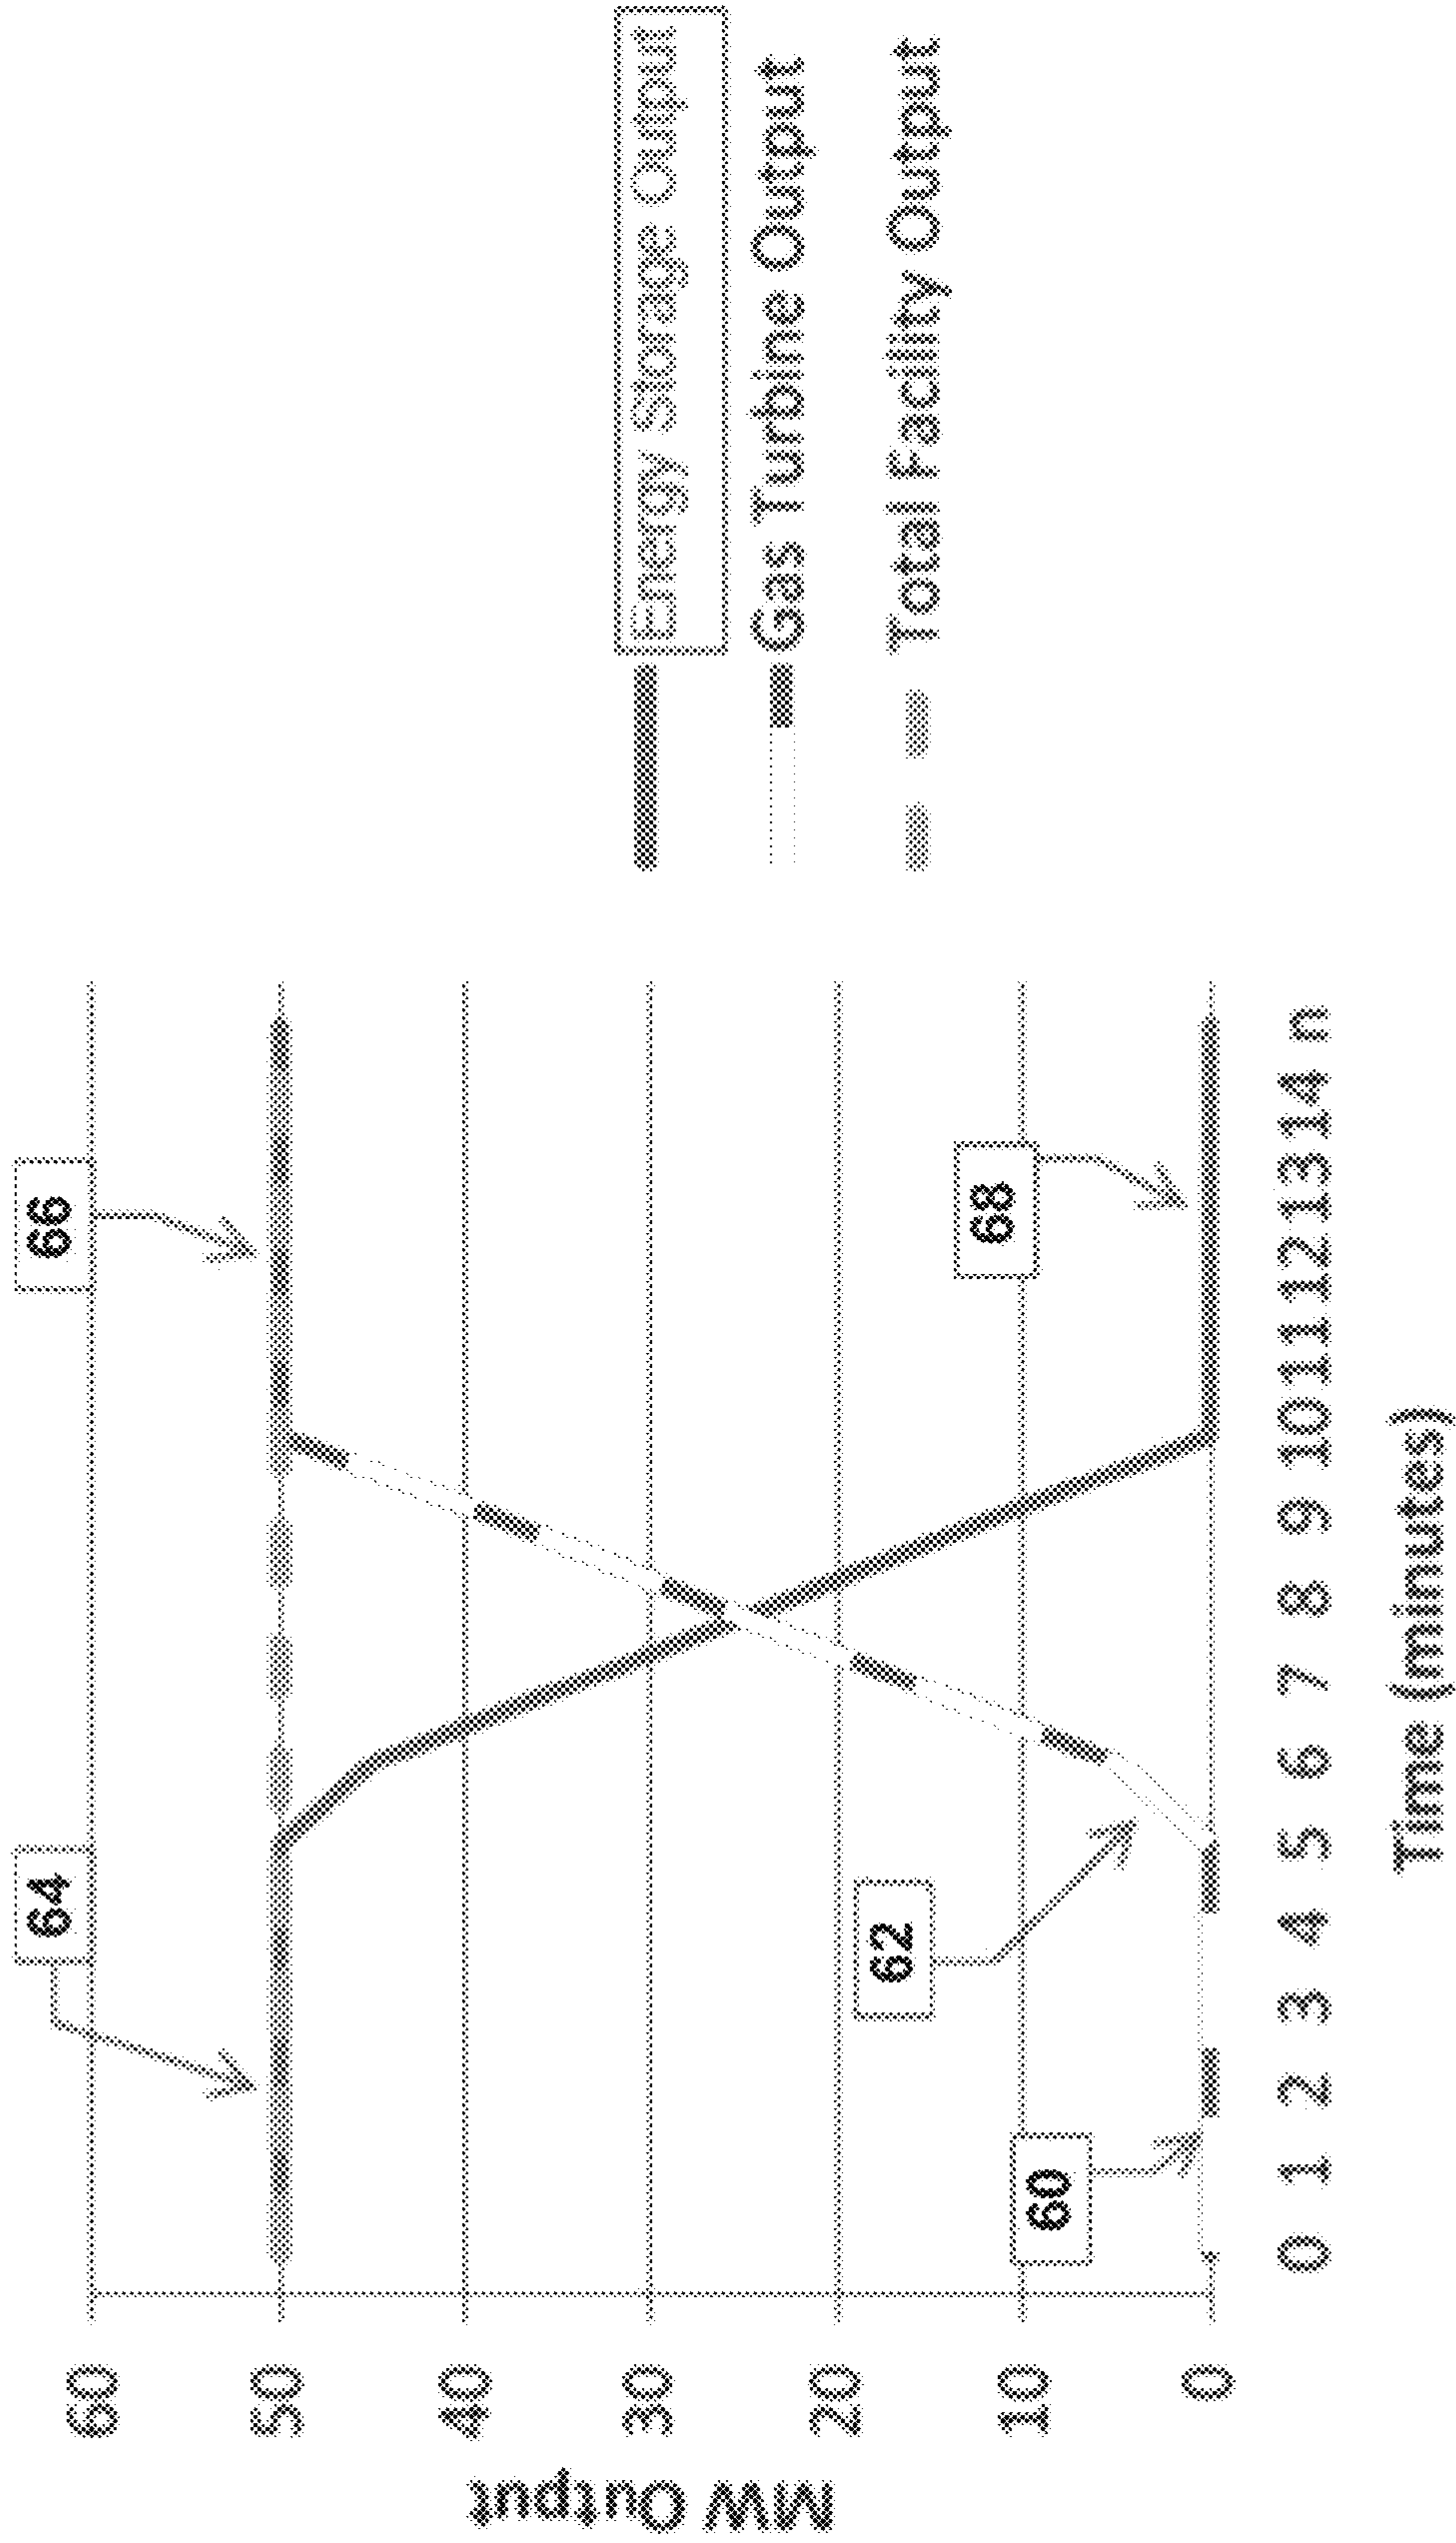 MW Output
60
50
40
30
20
10
0
64
66
62
60
68
0 1 2 3 4 5 6 7 8 9 10 11 12 13 14 n
Time (minutes)
Energy Storage Output
Gas Turbine Output
Total Facility Output